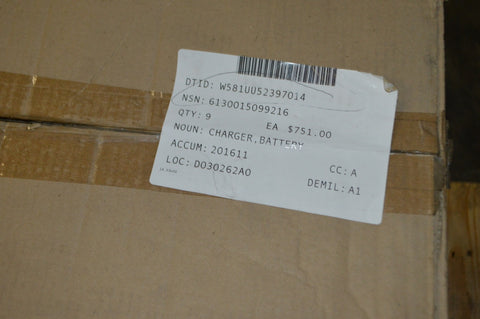 DTID: W581UU52397014
NSN: 6130015099216
QTY: 9 EA $751.00
NOUN: CHARGER,BATTERY
ACCUM: 201611 CC: A
LOC: D030262A0 DEMIL: A1